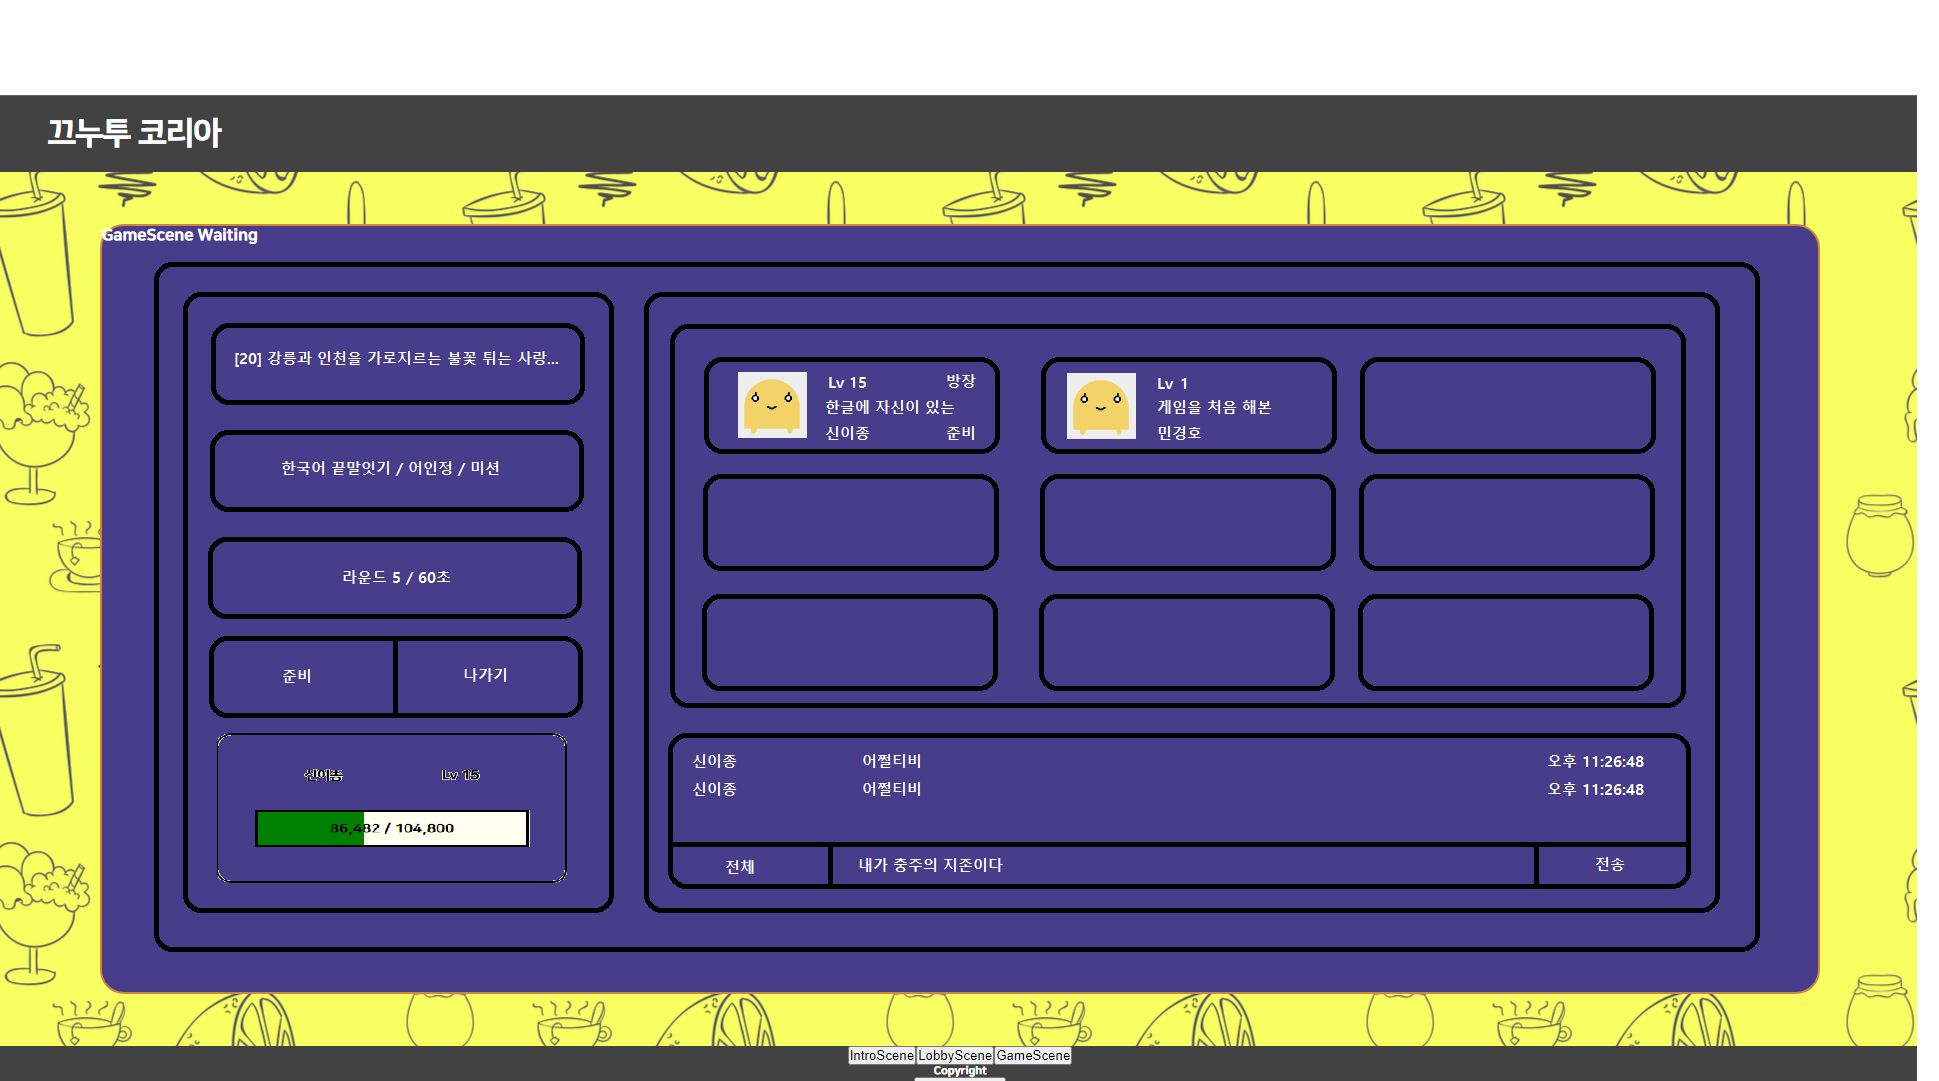 끄누투 코리아
GameScene Waiting
[20] 강릉과 인천을 가로지르는 불꽃 튀는 사랑...
한국어 끝말잇기 / 어인정 / 미션
라운드 5 / 60초
준비 나가기
신이종 Lv 15
86,482 / 104,800
Lv 15 방장
한글에 자신이 있는
신이종 준비
Lv 1
게임을 처음 해본
민경호
신이종 어쩔티비 오후 11:26:48
신이종 어쩔티비 오후 11:26:48
전체 내가 충주의 지존이다 전송
IntroScene LobbyScene GameScene
Copyright